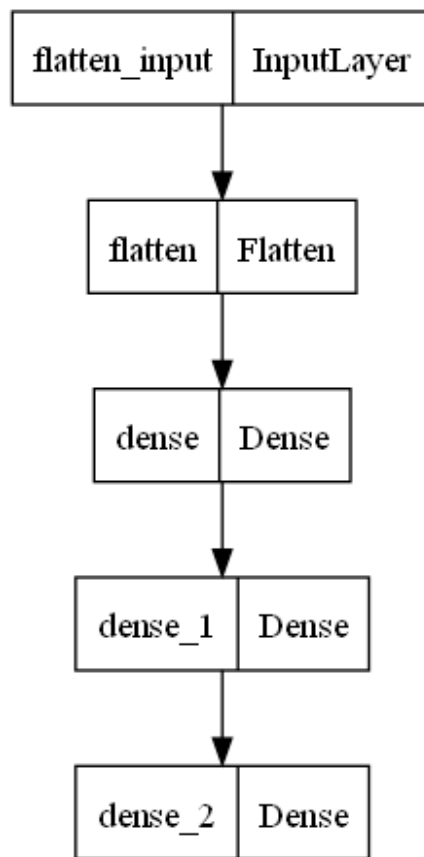 flatten_input InputLayer
flatten Flatten
dense Dense
dense_1 Dense
dense_2 Dense